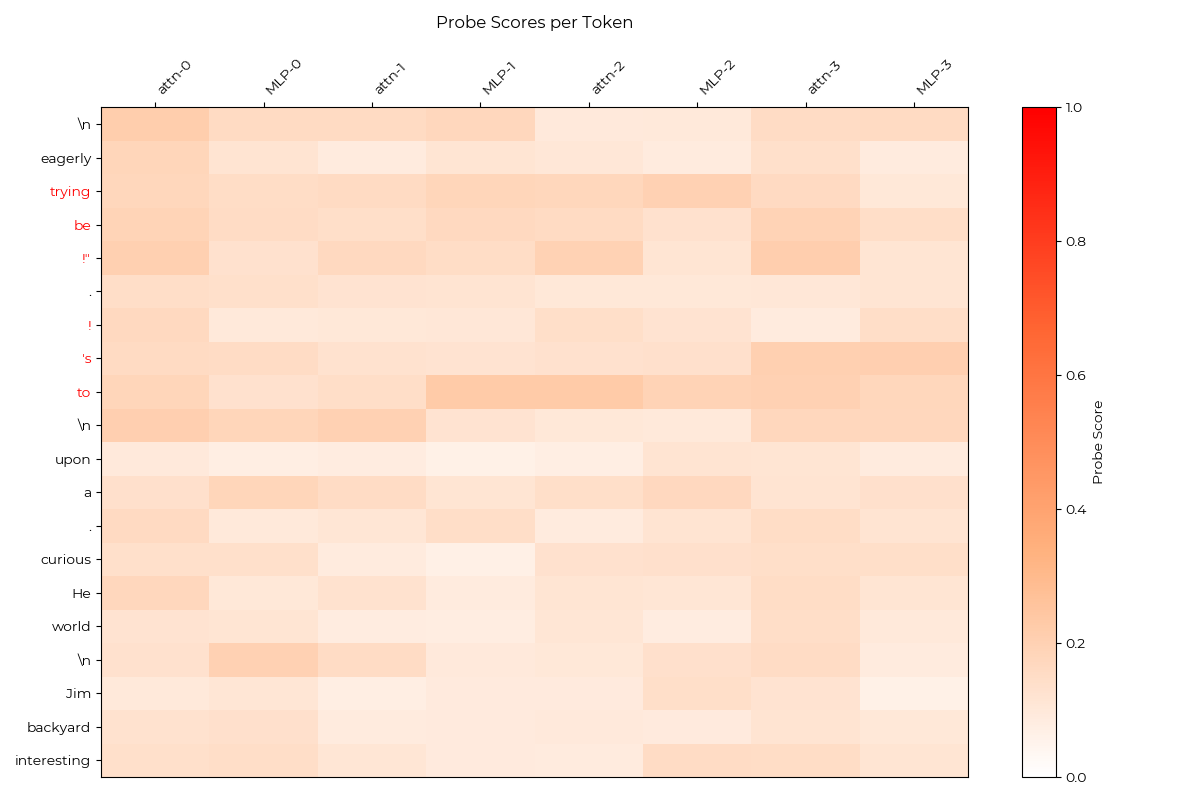 Probe Scores per Token
attn-0 MLP-0 attn-1 MLP-1 attn-2 MLP-2 attn-3 MLP-3
\n
eagerly
trying
be
!"
.
!
's
to
\n
upon
a
.
curious
He
world
\n
Jim
backyard
interesting
1.0
0.8
0.6
0.4
0.2
0.0
Probe Score